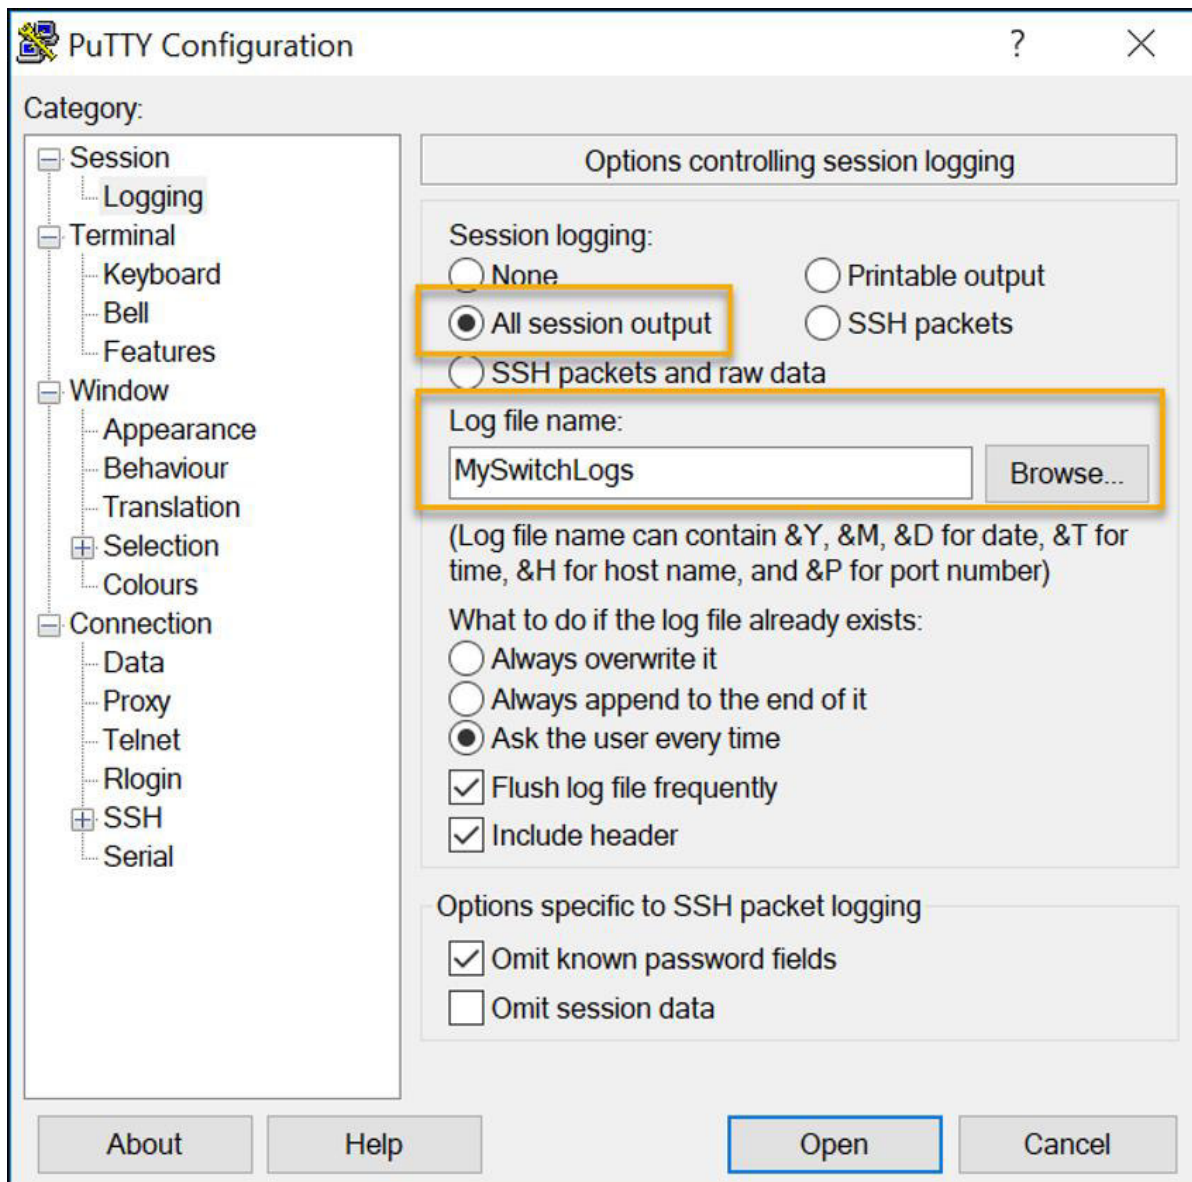 PuTTY Configuration
?
Category:
Session
Logging
Terminal
Keyboard
Bell
Features
Window
Appearance
Behaviour
Translation
Selection
Colours
Connection
Data
Proxy
Telnet
Rlogin
SSH
Serial
Options controlling session logging
Session logging:
None
Printable output
All session output
SSH packets
SSH packets and raw data
Log file name:
MySwitchLogs
Browse...
(Log file name can contain &Y, &M, &D for date, &T for
time, &H for host name, and &P for port number)
What to do if the log file already exists:
Always overwrite it
Always append to the end of it
Ask the user every time
Flush log file frequently
Include header
Options specific to SSH packet logging
Omit known password fields
Omit session data
About
Help
Open
Cancel